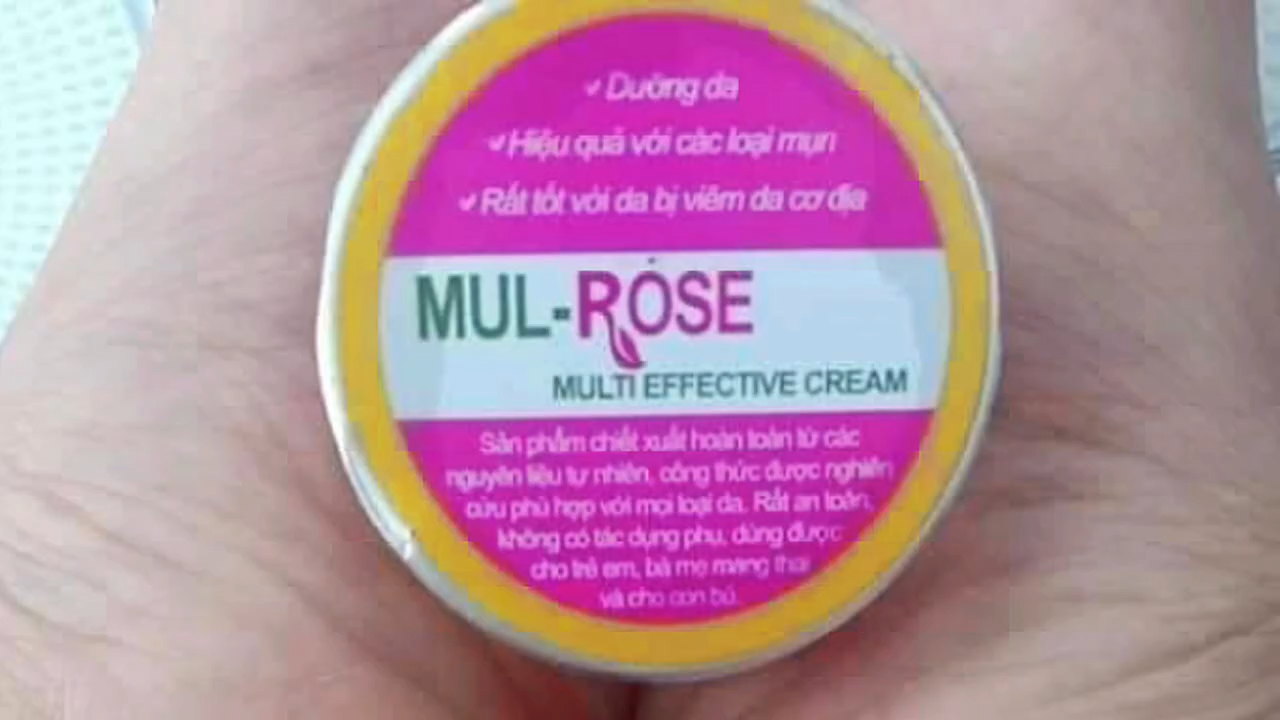 ✓ Dưỡng da
✓ Hiệu quả với các loại mụn
✓ Rất tốt với da bị viêm da cơ địa
MUL-ROSE
MULTI EFFECTIVE CREAM
Sản phẩm chiết xuất hoàn toàn từ các
nguyên liệu tự nhiên, công thức được nghiên
cứu phù hợp với mọi loại da. Rất an toàn,
không có tác dụng phụ, dùng được
cho trẻ em, bà mẹ mang thai
và cho con bú.